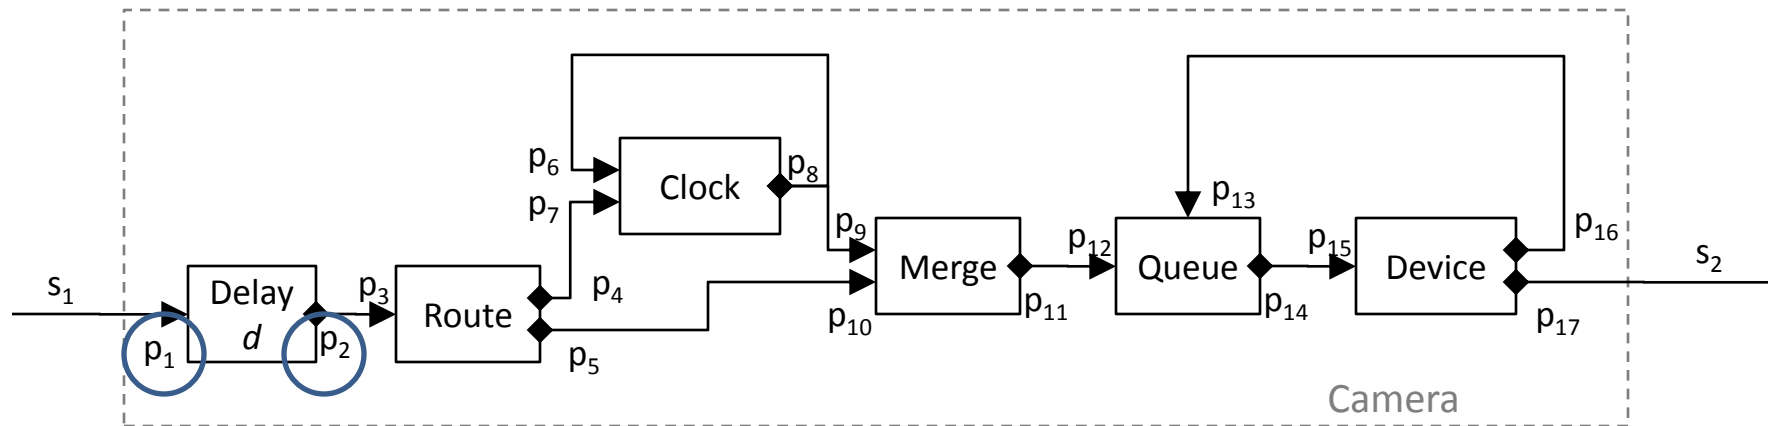 s₁
p₁
Delay
d
p₂
p₃
Route
p₄
p₅
p₆
p₇
Clock
p₈
p₉
p₁₀
Merge
p₁₁
p₁₂
p₁₃
Queue
p₁₄
p₁₅
Device
p₁₆
p₁₇
s₂
Camera